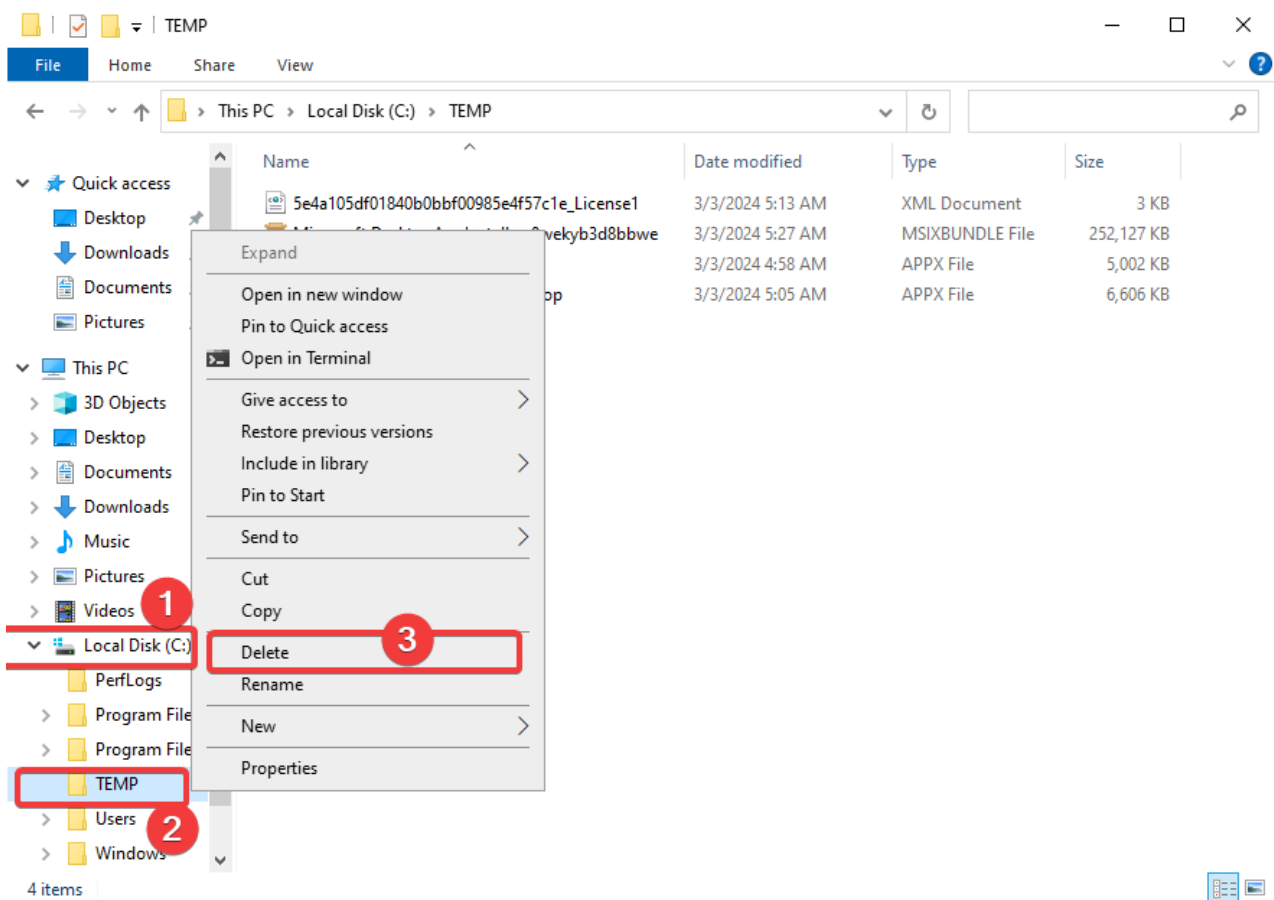 TEMP
File Home Share View
This PC > Local Disk (C:) > TEMP
Name Date modified Type Size
5e4a105df01840b0bbf00985e4f57c1e_License1 3/3/2024 5:13 AM XML Document 3 KB
wekyb3d8bbwe 3/3/2024 5:27 AM MSIXBUNDLE File 252,127 KB
3/3/2024 4:58 AM APPX File 5,002 KB
op 3/3/2024 5:05 AM APPX File 6,606 KB
Quick access
Desktop
Downloads
Documents
Pictures
This PC
3D Objects
Desktop
Documents
Downloads
Music
Pictures
Videos
1
Local Disk (C:)
PerfLogs
Program File
Program File
TEMP
2
Users
Windows
Expand
Open in new window
Pin to Quick access
Open in Terminal
Give access to
Restore previous versions
Include in library
Pin to Start
Send to
Cut
Copy
3
Delete
Rename
New
Properties
4 items